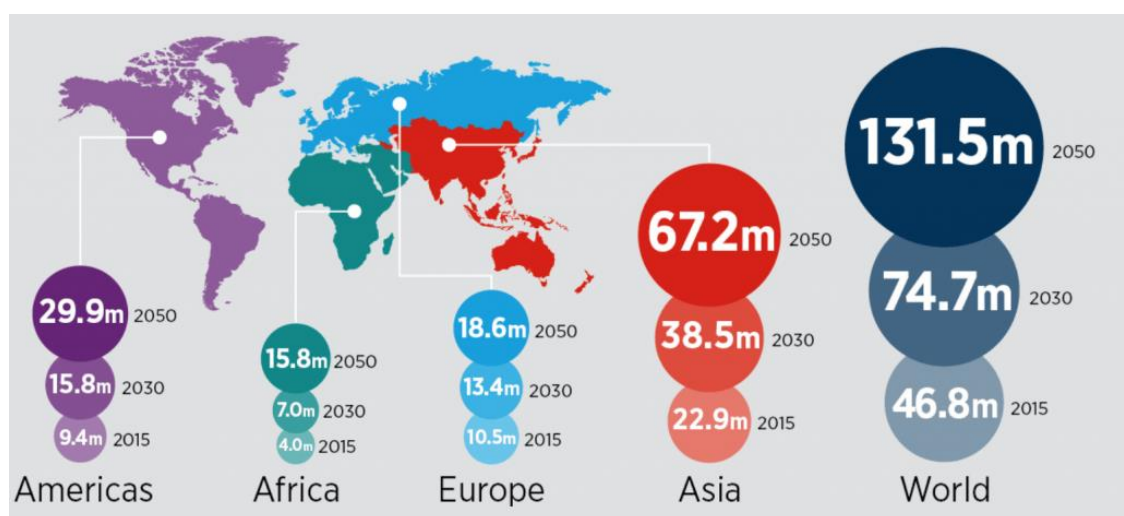 29.9m 2050
15.8m 2030
9.4m 2015
Americas
15.8m 2050
7.0m 2030
4.0m 2015
Africa
18.6m 2050
13.4m 2030
10.5m 2015
Europe
67.2m 2050
38.5m 2030
22.9m 2015
Asia
131.5m 2050
74.7m 2030
46.8m 2015
World